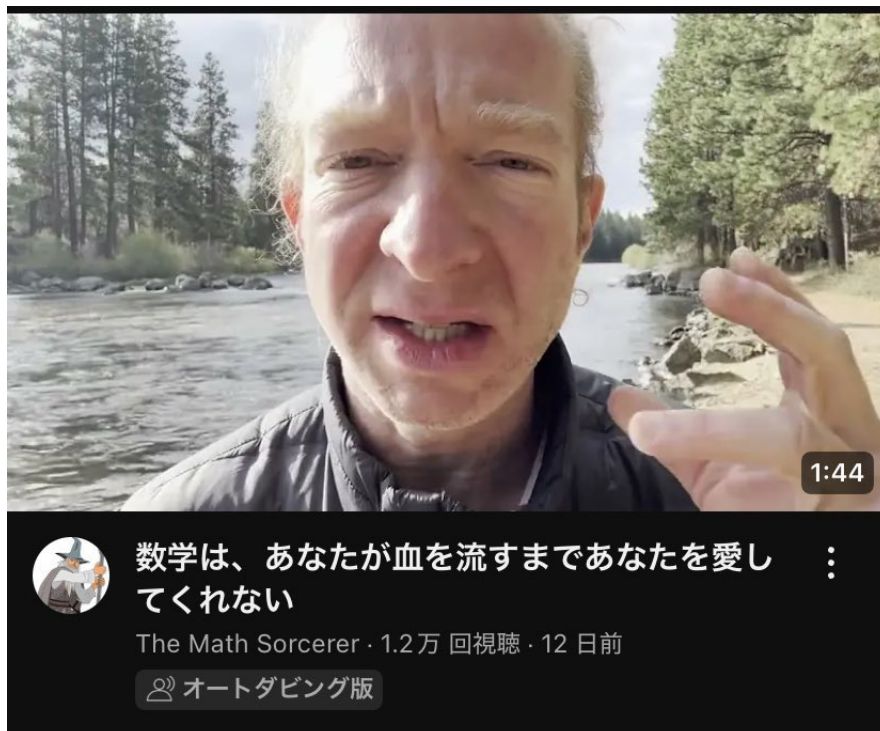 1:44
数学は、あなたが血を流すまであなたを愛し
てくれない
The Math Sorcerer · 1.2万 回視聴 · 12 日前
オートダビング版